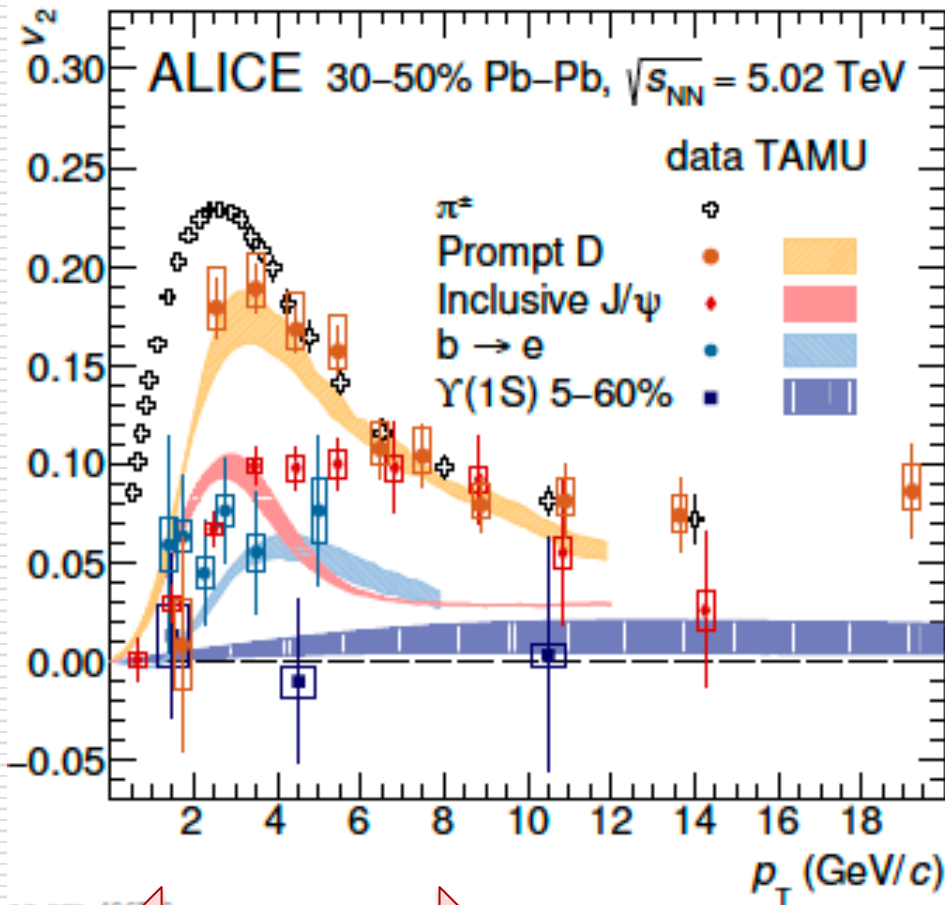 v₂
ALICE 30–50% Pb–Pb, √sNN = 5.02 TeV
data TAMU
π±
Prompt D
Inclusive J/ψ
b → e
ϒ(1S) 5–60%
0.30
0.25
0.20
0.15
0.10
0.05
0.00
−0.05
2 4 6 8 10 12 14 16 18
pT (GeV/c)